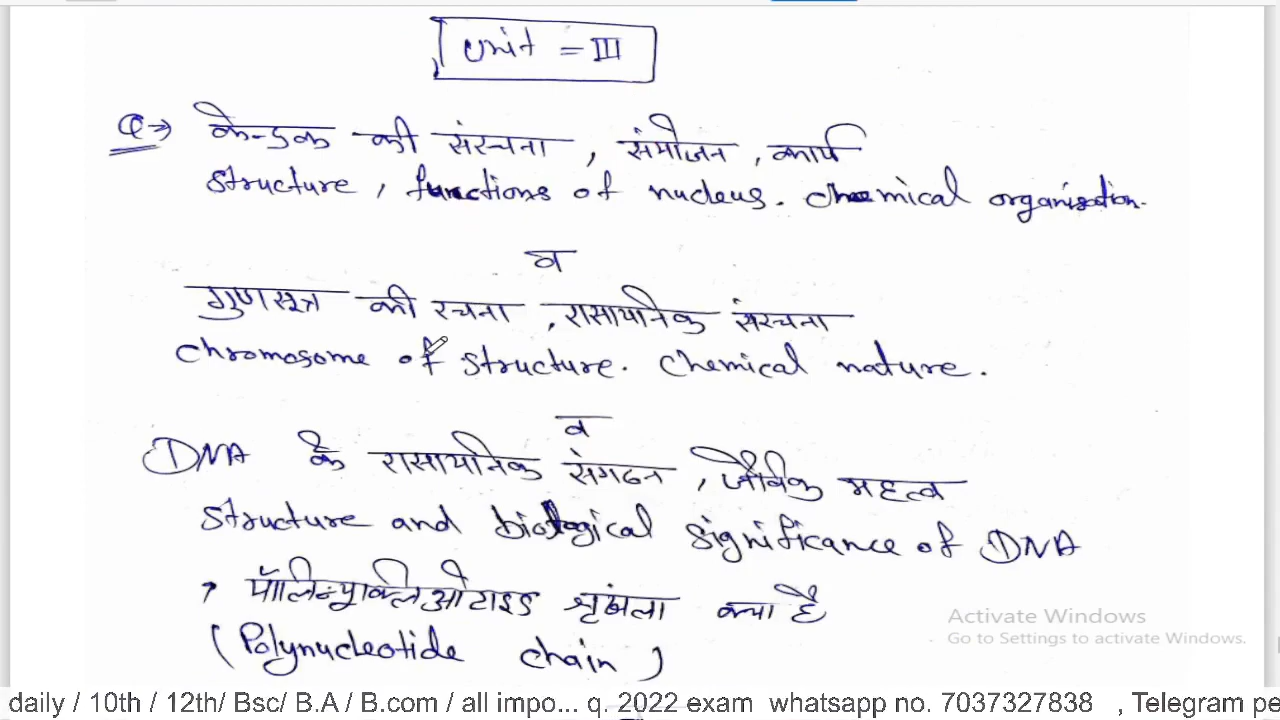 Unit = III
Q⇒ केन्द्रक की संरचना, संयोजन, कार्य
structure, functions of nucleus. chemical organisation.
व
गुणसूत्र की रचना, रासायनिक संरचना
chromosome of structure. chemical nature.
व
DNA के रासायनिक संगठन, जैविक महत्व
structure and biological significance of DNA
, पॉलिन्यूक्लिओटाइड श्रृंखला क्या है
(Polynucleotide chain)
Activate Windows
Go to Settings to activate Windows.
daily / 10th / 12th/ Bsc/ B.A / B.com / all impo... q. 2022 exam whatsapp no. 7037327838 , Telegram pe